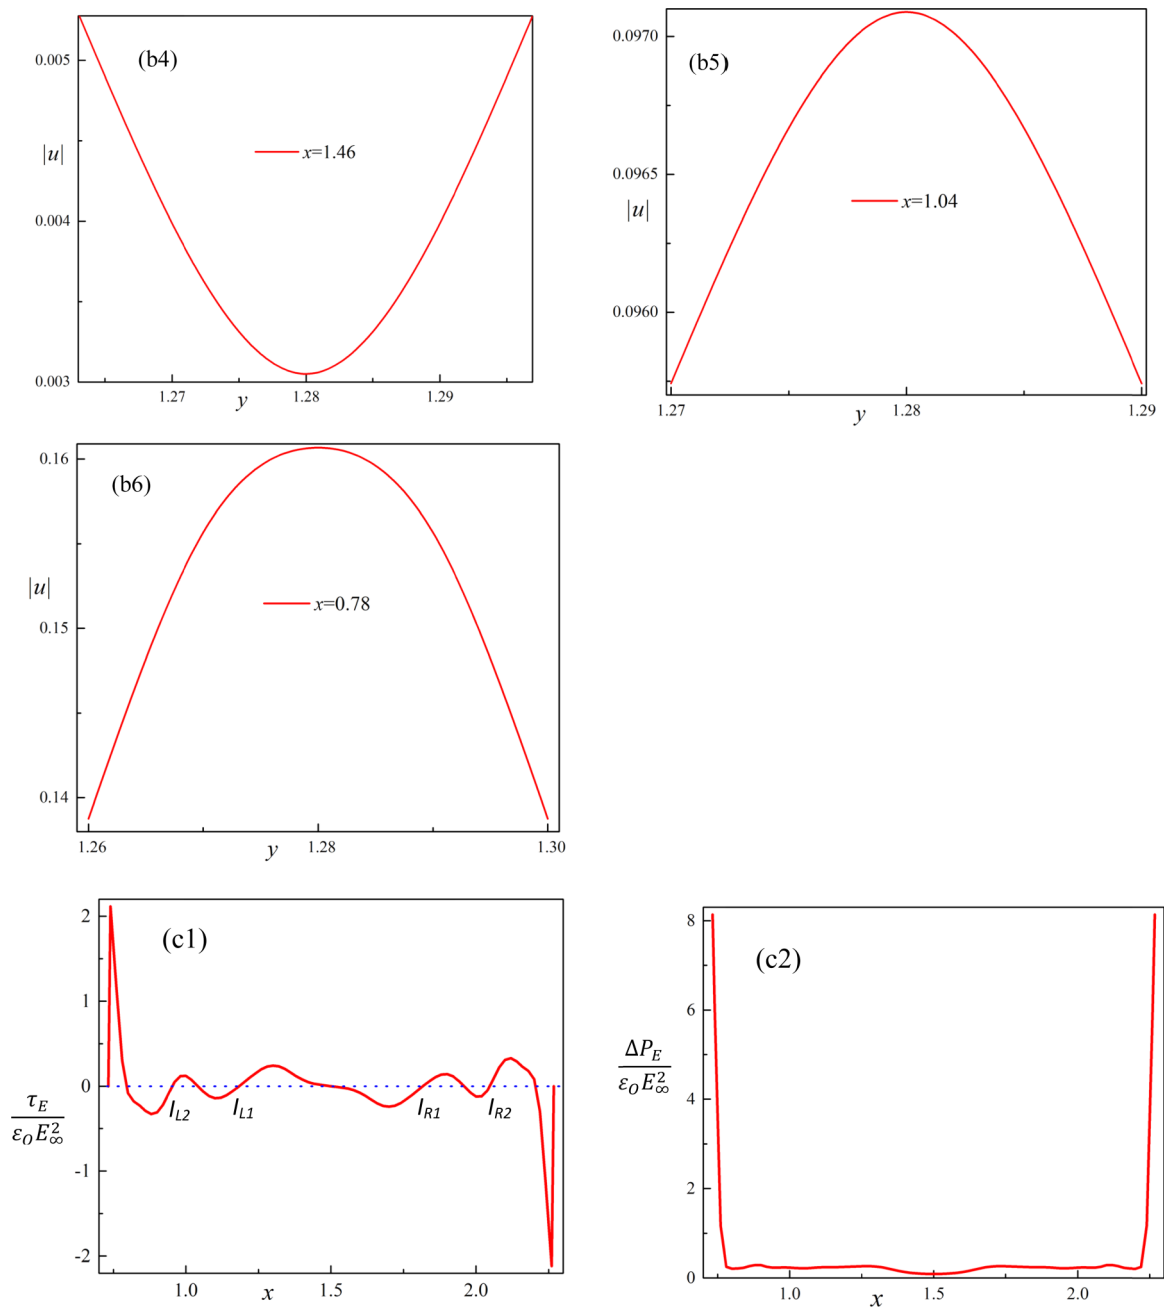 (b4)
0.005
0.004
0.003
|u|
x=1.46
1.27
1.28
1.29
y
(b5)
0.0970
0.0965
0.0960
|u|
x=1.04
1.27
1.28
1.29
y
(b6)
0.16
0.15
0.14
|u|
x=0.78
1.26
1.28
1.30
y
(c1)
2
1
0
-1
-2
τ_E
ε_O E_∞^2
I_L2
I_L1
I_R1
I_R2
1.0
1.5
2.0
x
(c2)
8
6
4
2
0
ΔP_E
ε_O E_∞^2
1.0
1.5
2.0
x